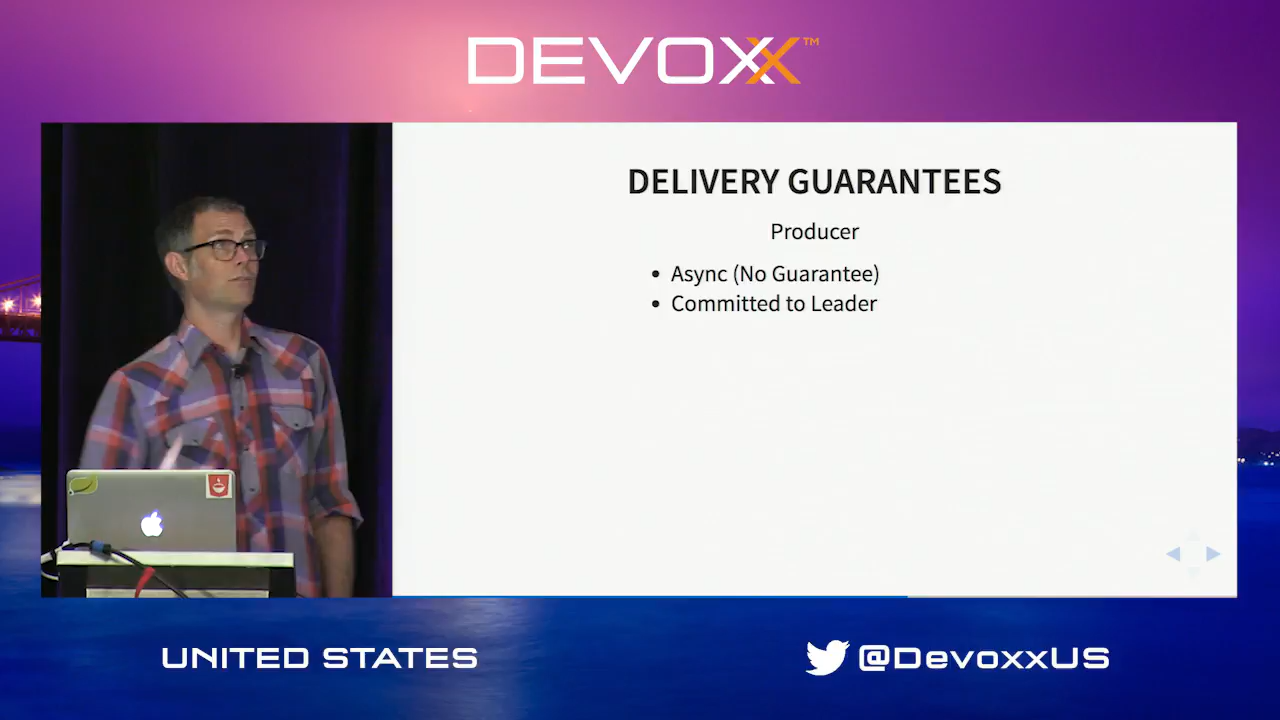 DEVOXX™
DELIVERY GUARANTEES
Producer
• Async (No Guarantee)
• Committed to Leader
UNITED STATES
@DevoxxUS